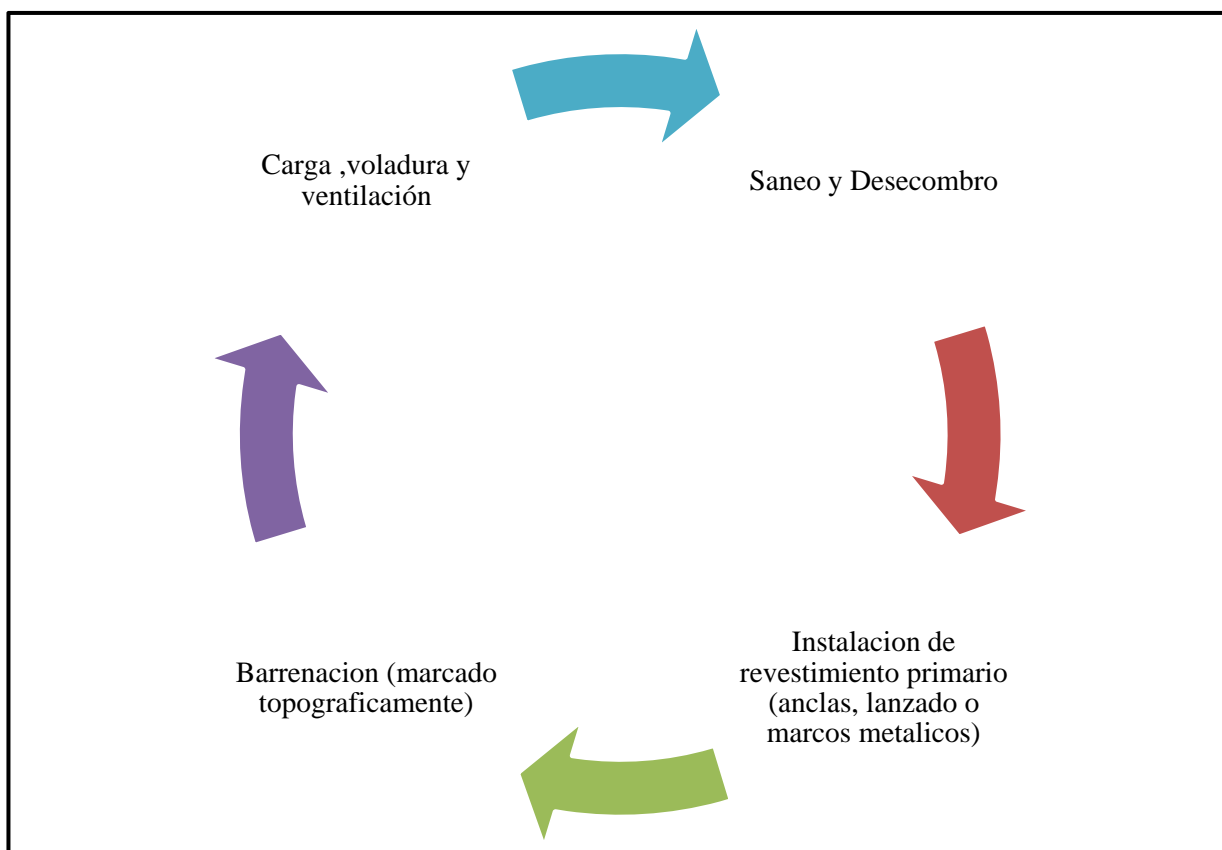 Carga ,voladura y
ventilación
Saneo y Desecombro
Instalacion de
revestimiento primario
(anclas, lanzado o
marcos metalicos)
Barrenacion (marcado
topograficamente)